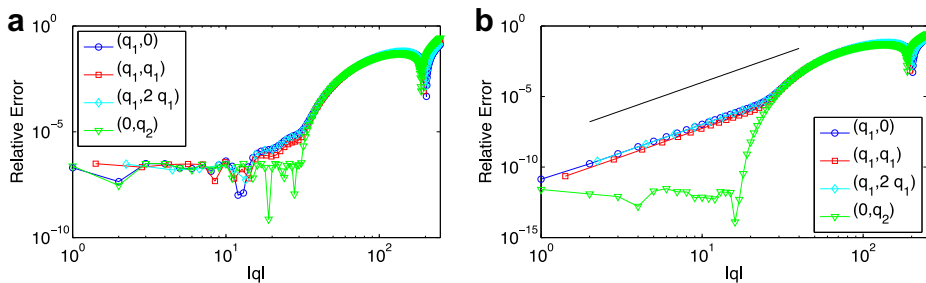 a
Relative Error
10^0
10^-5
10^-10
(q_1,0)
(q_1,q_1)
(q_1,2 q_1)
(0,q_2)
10^0
10^1
10^2
|q|
b
Relative Error
10^0
10^-5
10^-10
10^-15
(q_1,0)
(q_1,q_1)
(q_1,2 q_1)
(0,q_2)
10^0
10^1
10^2
|q|